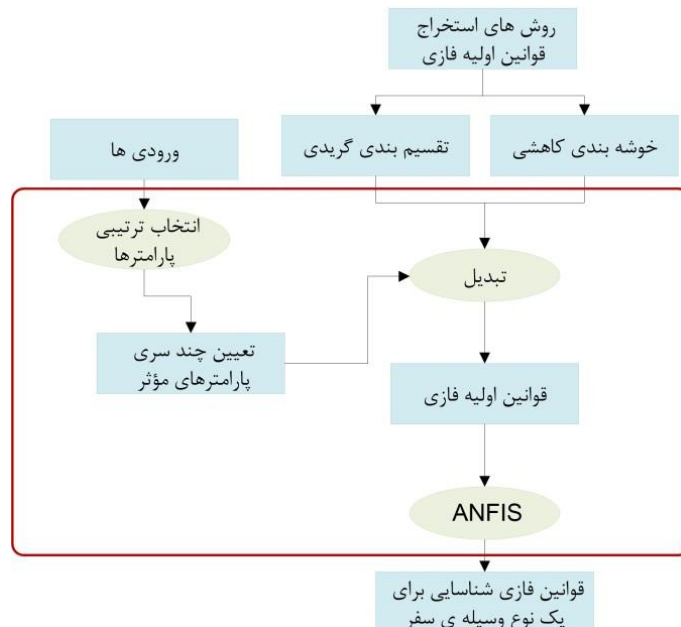 روش های استخراج
قوانین اولیه فازی
خوشه بندی کاهشی
تقسیم بندی گریدی
ورودی ها
انتخاب ترتیبی
پارامترها
تبدیل
تعیین چند سری
پارامترهای مؤثر
قوانین اولیه فازی
ANFIS
قوانین فازی شناسایی برای
یک نوع وسیله ی سفر